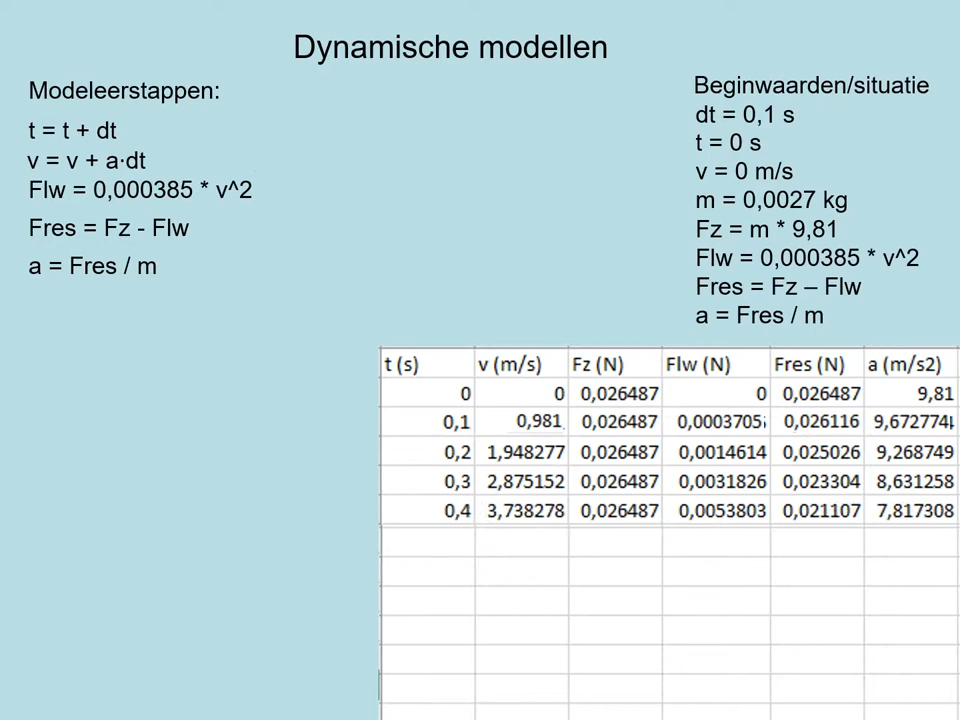 Dynamische modellen
Modeleerstappen:
t = t + dt
v = v + a·dt
Flw = 0,000385 * v^2
Fres = Fz - Flw
a = Fres / m
Beginwaarden/situatie
dt = 0,1 s
t = 0 s
v = 0 m/s
m = 0,0027 kg
Fz = m * 9,81
Flw = 0,000385 * v^2
Fres = Fz – Flw
a = Fres / m
t (s) v (m/s) Fz (N) Flw (N) Fres (N) a (m/s2)
0 0 0,026487 0 0,026487 9,81
0,1 0,981 0,026487 0,0003705 0,026116 9,672774
0,2 1,948277 0,026487 0,0014614 0,025026 9,268749
0,3 2,875152 0,026487 0,0031826 0,023304 8,631258
0,4 3,738278 0,026487 0,0053803 0,021107 7,817308